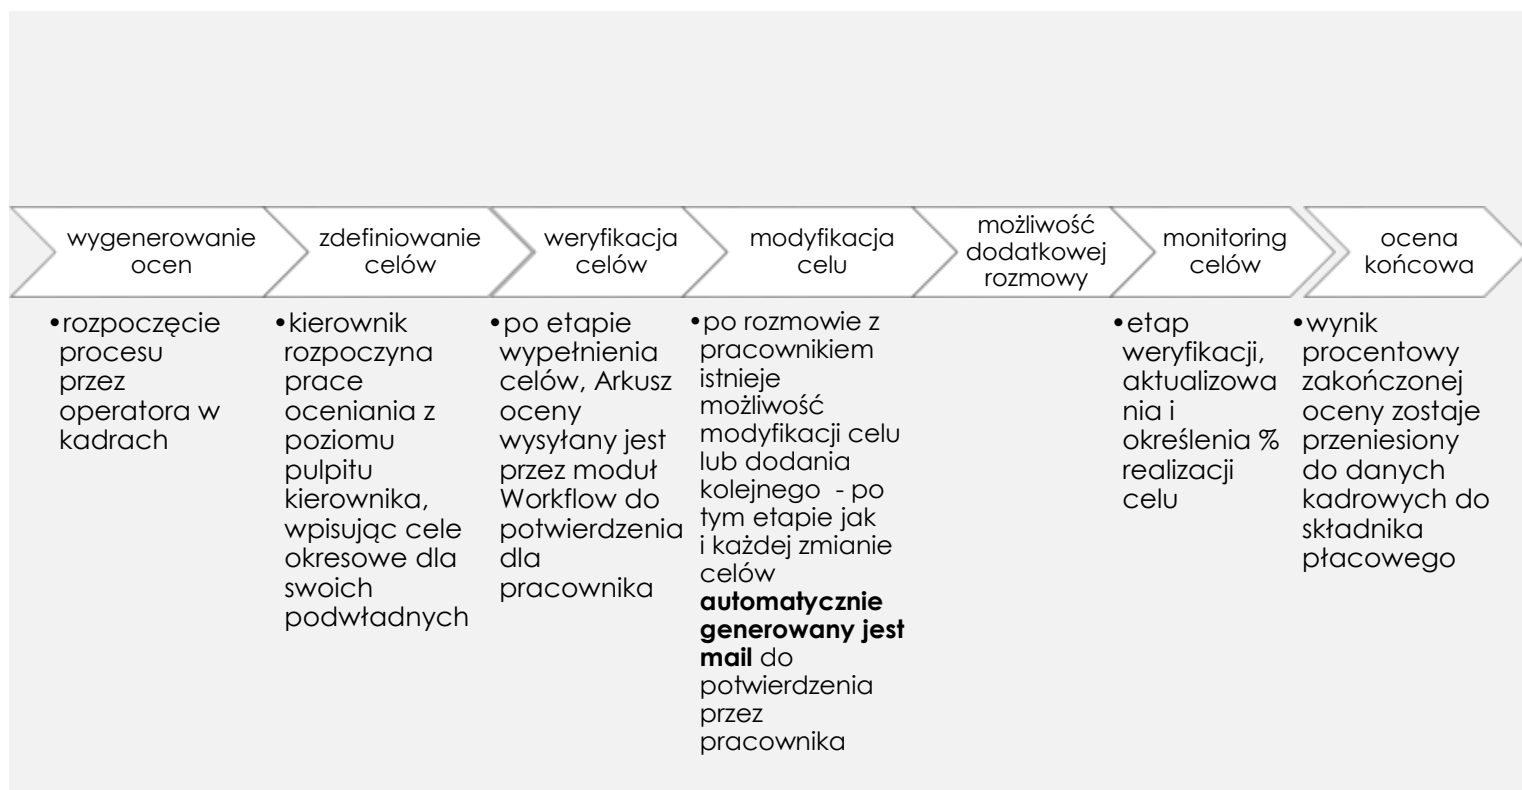 wygenerowanie
ocen
zdefiniowanie
celów
weryfikacja
celów
modyfikacja
celu
możliwość
dodatkowej
rozmowy
monitoring
celów
ocena
końcowa
•rozpoczęcie
procesu
przez
operatora w
kadrach
•kierownik
rozpoczyna
prace
oceniania z
poziomu
pulpitu
kierownika,
wpisując cele
okresowe dla
swoich
podwładnych
•po etapie
wypełnienia
celów, Arkusz
oceny
wysyłany jest
przez moduł
Workflow do
potwierdzenia
dla
pracownika
•po rozmowie z
pracownikiem
istnieje
możliwość
modyfikacji celu
lub dodania
kolejnego - po
tym etapie jak
i każdej zmianie
celów
automatycznie
generowany jest
mail do
potwierdzenia
przez
pracownika
•etap
weryfikacji,
aktualizowa
nia i
określenia %
realizacji
celu
•wynik
procentowy
zakończonej
oceny zostaje
przeniesiony
do danych
kadrowych do
składnika
płacowego